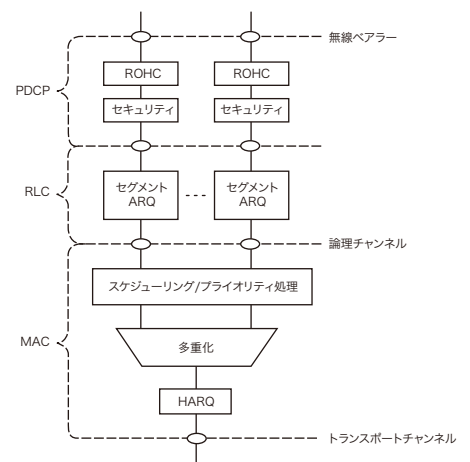 無線ベアラー
ROHC
ROHC
PDCP
セキュリティ
セキュリティ
RLC
セグメント
ARQ
セグメント
ARQ
論理チャンネル
スケジューリング/プライオリティ処理
MAC
多重化
HARQ
トランスポートチャンネル